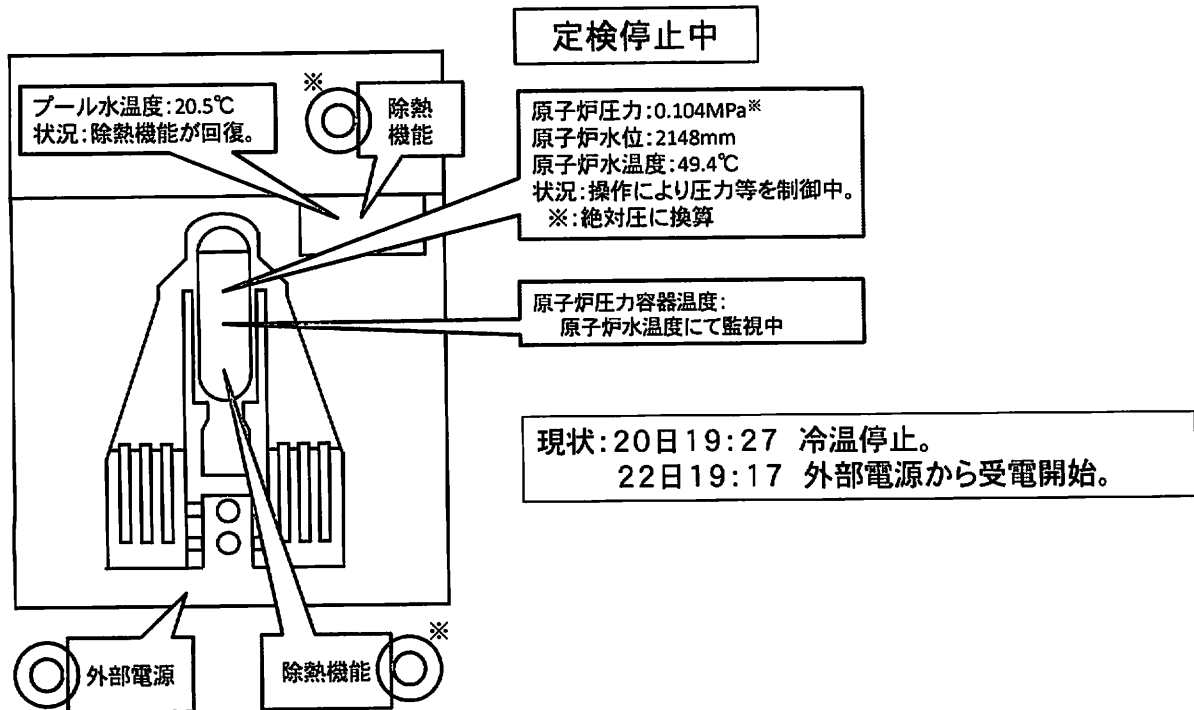 定検停止中
プール水温度:20.5℃
状況:除熱機能が回復。
※
除熱
機能
原子炉圧力:0.104MPa※
原子炉水位:2148mm
原子炉水温度:49.4℃
状況:操作により圧力等を制御中。
※:絶対圧に換算
原子炉圧力容器温度:
原子炉水温度にて監視中
現状:20日19:27 冷温停止。
22日19:17 外部電源から受電開始。
外部電源
除熱機能
※